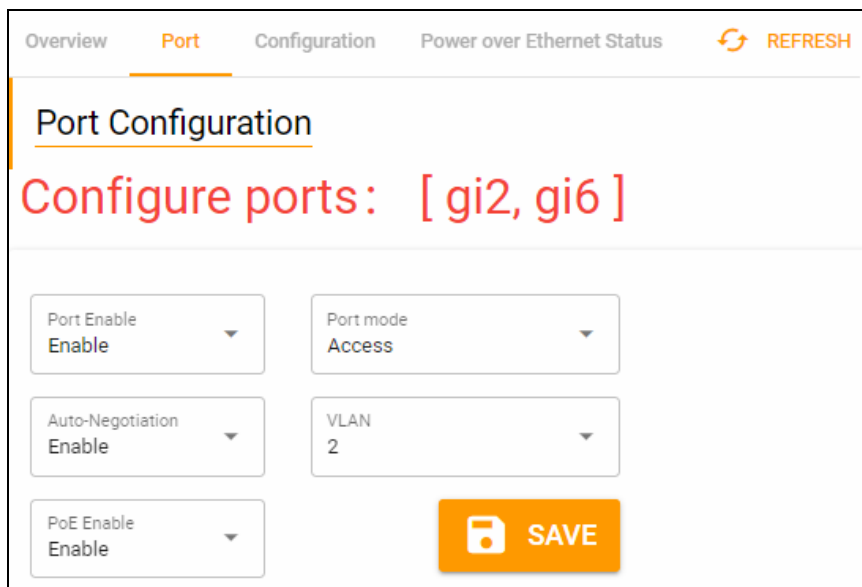 Overview Port Configuration Power over Ethernet Status REFRESH
Port Configuration
Configure ports: [ gi2, gi6 ]
Port Enable
Enable
Port mode
Access
Auto-Negotiation
Enable
VLAN
2
PoE Enable
Enable
SAVE